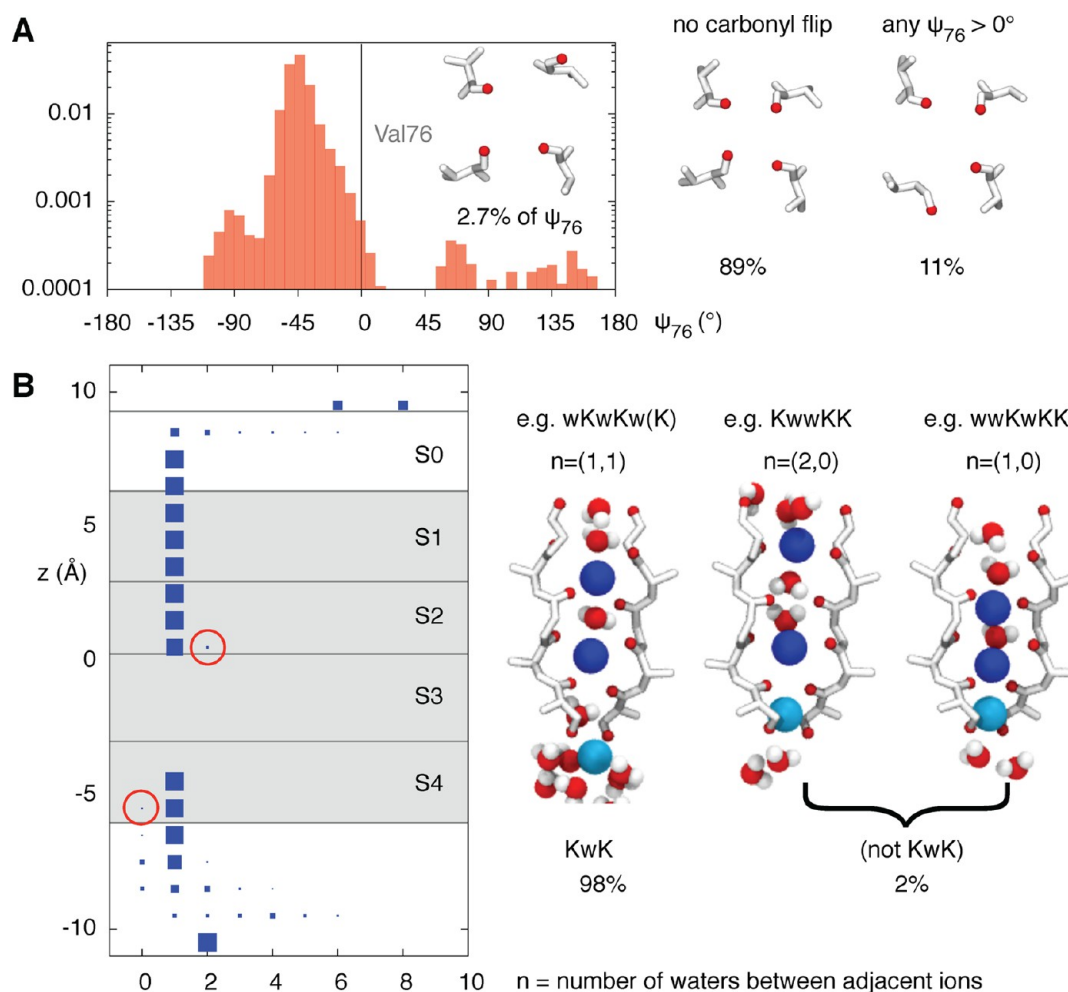 A
no carbonyl flip
any ψ76 > 0°
0.01
Val76
0.001
2.7% of ψ76
89%
11%
0.0001
-180 -135 -90 -45 0 45 90 135 180 ψ76 (°)
B
10
S0
5
S1
z (Å)
S2
0
S3
S4
-5
-10
0 2 4 6 8 10
e.g. wKwKw(K)
e.g. KwwKK
e.g. wwKwKK
n=(1,1)
n=(2,0)
n=(1,0)
KwK
(not KwK)
98%
2%
n = number of waters between adjacent ions